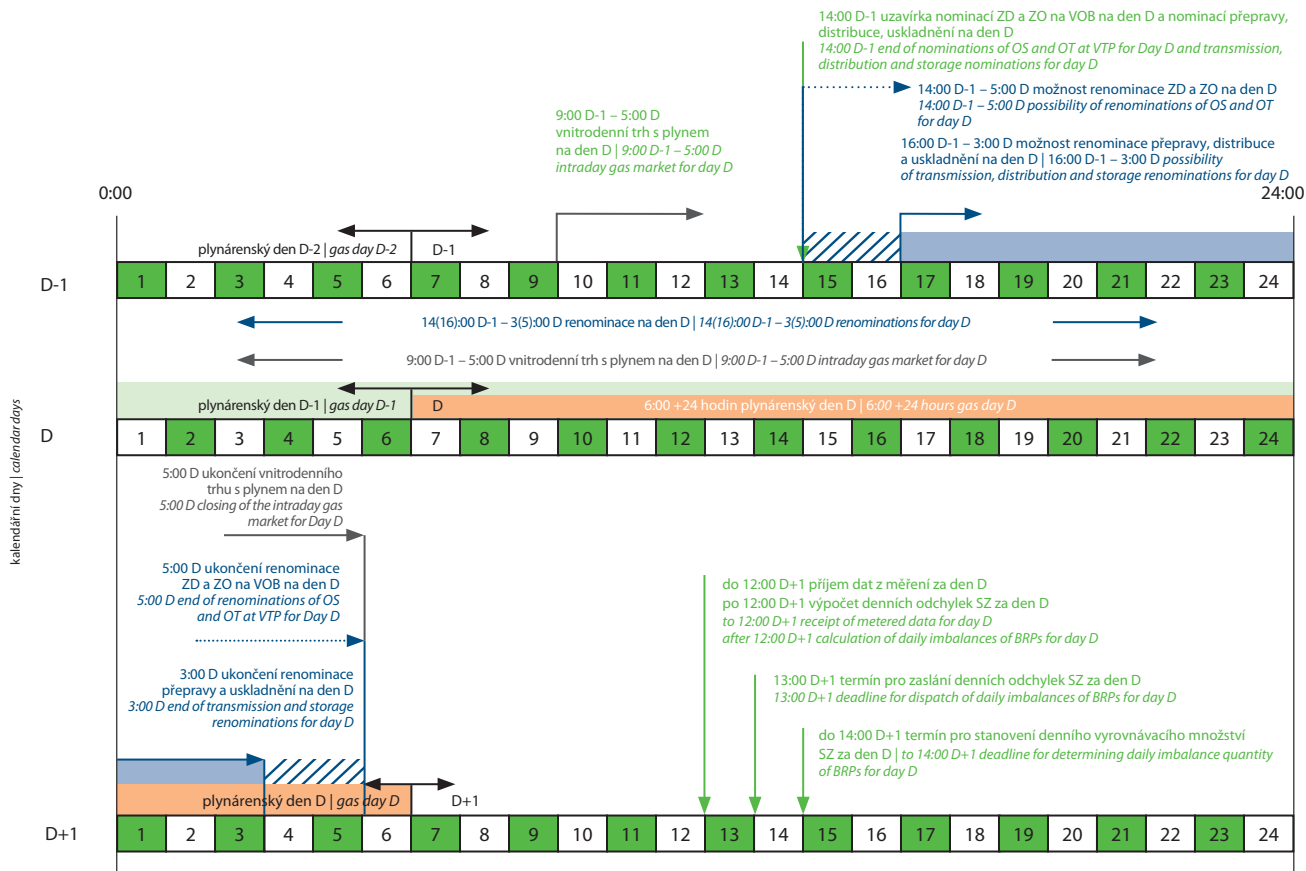 14:00 D-1 uzavírka nominací ZD a ZO na VOB na den D a nominací přepravy,
distribuce, uskladnění na den D
14:00 D-1 end of nominations of OS and OT at VTP for Day D and transmission,
distribution and storage nominations for day D
14:00 D-1 – 5:00 D možnost renominace ZD a ZO na den D
14:00 D-1 – 5:00 D possibility of renominations of OS and OT
for day D
9:00 D-1 – 5:00 D
vnitrodenní trh s plynem
na den D | 9:00 D-1 – 5:00 D
intraday gas market for day D
16:00 D-1 – 3:00 D možnost renominace přepravy, distribuce
a uskladnění na den D | 16:00 D-1 – 3:00 D possibility
of transmission, distribution and storage renominations for day D
0:00
24:00
plynárenský den D-2 | gas day D-2
D-1
D-1
1 2 3 4 5 6 7 8 9 10 11 12 13 14 15 16 17 18 19 20 21 22 23 24
14(16):00 D-1 – 3(5):00 D renominace na den D | 14(16):00 D-1 – 3(5):00 D renominations for day D
9:00 D-1 – 5:00 D vnitrodenní trh s plynem na den D | 9:00 D-1 – 5:00 D intraday gas market for day D
plynárenský den D-1 | gas day D-1
D
6:00 +24 hodin plynárenský den D | 6:00 +24 hours gas day D
D
1 2 3 4 5 6 7 8 9 10 11 12 13 14 15 16 17 18 19 20 21 22 23 24
kalendářní dny | calendar days
5:00 D ukončení vnitrodenního
trhu s plynem na den D
5:00 D closing of the intraday gas
market for Day D
5:00 D ukončení renominace
ZD a ZO na VOB na den D
5:00 D end of renominations of OS
and OT at VTP for Day D
3:00 D ukončení renominace
přepravy a uskladnění na den D
3:00 D end of transmission and storage
renominations for day D
do 12:00 D+1 příjem dat z měření za den D
po 12:00 D+1 výpočet denních odchylek SZ za den D
to 12:00 D+1 receipt of metered data for day D
after 12:00 D+1 calculation of daily imbalances of BRPs for day D
13:00 D+1 termín pro zaslání denních odchylek SZ za den D
13:00 D+1 deadline for dispatch of daily imbalances of BRPs for day D
do 14:00 D+1 termín pro stanovení denního vyrovnávacího množství
SZ za den D | to 14:00 D+1 deadline for determining daily imbalance quantity
of BRPs for day D
plynárenský den D | gas day D
D+1
D+1
1 2 3 4 5 6 7 8 9 10 11 12 13 14 15 16 17 18 19 20 21 22 23 24